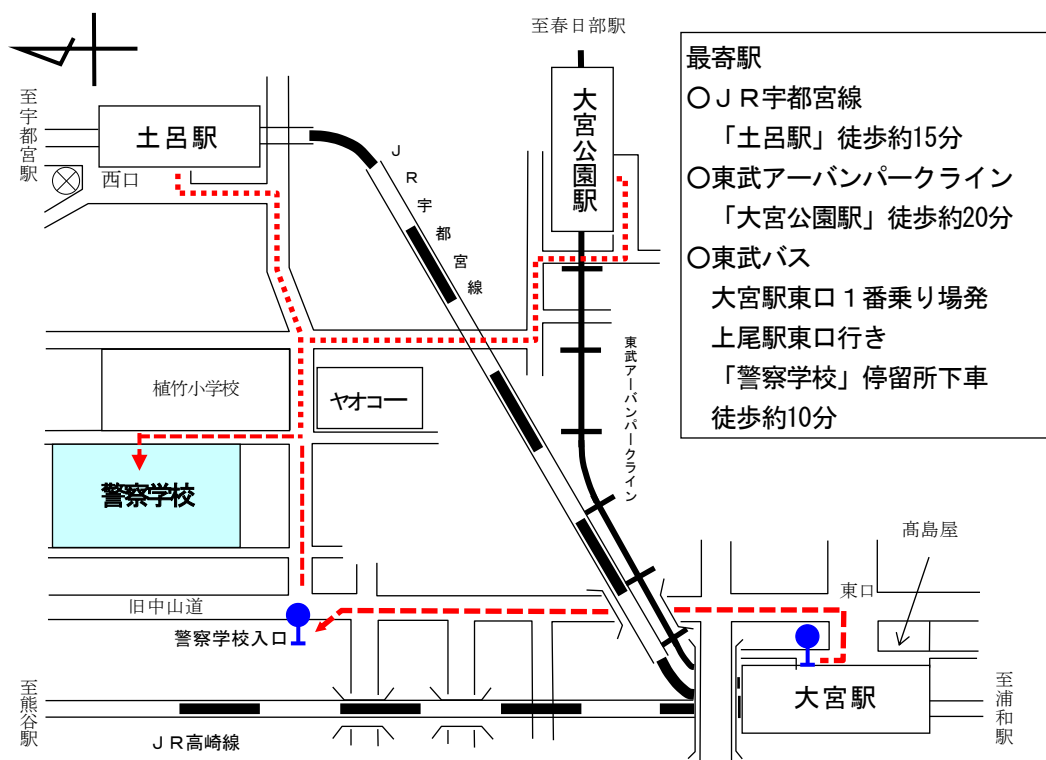 至春日部駅
最寄駅
○ＪＲ宇都宮線
「土呂駅」徒歩約15分
○東武アーバンパークライン
「大宮公園駅」徒歩約20分
○東武バス
大宮駅東口１番乗り場発
上尾駅東口行き
「警察学校」停留所下車
徒歩約10分
至宇都宮駅
土呂駅
西口
大宮公園駅
ＪＲ宇都宮線
東武アーバンパークライン
植竹小学校
ヤオコー
警察学校
髙島屋
東口
旧中山道
警察学校入口
大宮駅
至浦和駅
至熊谷駅
ＪＲ高崎線